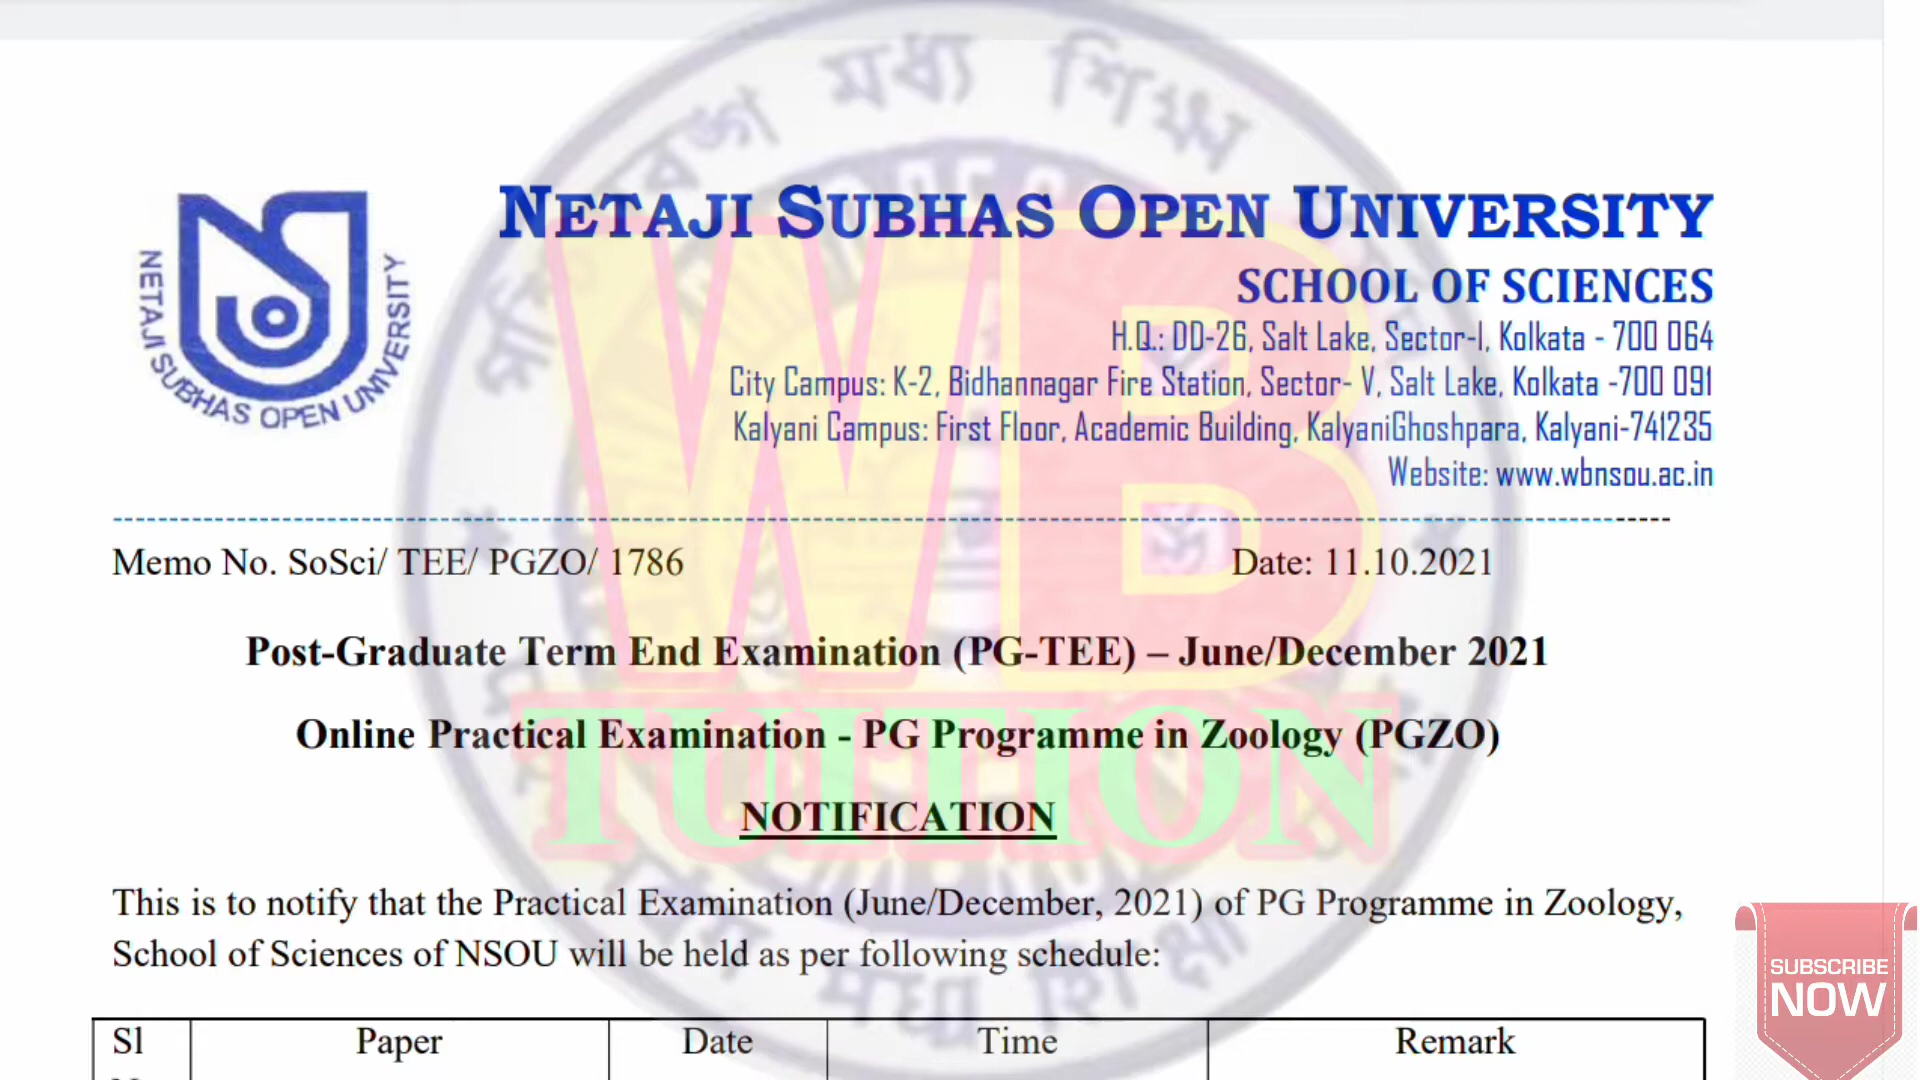 NETAJI SUBHAS OPEN UNIVERSITY
SCHOOL OF SCIENCES
H.Q.: DD-26, Salt Lake, Sector-I, Kolkata - 700 064
City Campus: K-2, Bidhannagar Fire Station, Sector- V, Salt Lake, Kolkata -700 091
Kalyani Campus: First Floor, Academic Building, KalyaniGhoshpara, Kalyani-741235
Website: www.wbnsou.ac.in
NETAJI SUBHAS OPEN UNIVERSITY
Memo No. SoSci/ TEE/ PGZO/ 1786 Date: 11.10.2021
Post-Graduate Term End Examination (PG-TEE) – June/December 2021
Online Practical Examination - PG Programme in Zoology (PGZO)
NOTIFICATION
This is to notify that the Practical Examination (June/December, 2021) of PG Programme in Zoology,
School of Sciences of NSOU will be held as per following schedule:
Sl Paper Date Time Remark
WB
TUITION
মধ্য
SUBSCRIBE
NOW